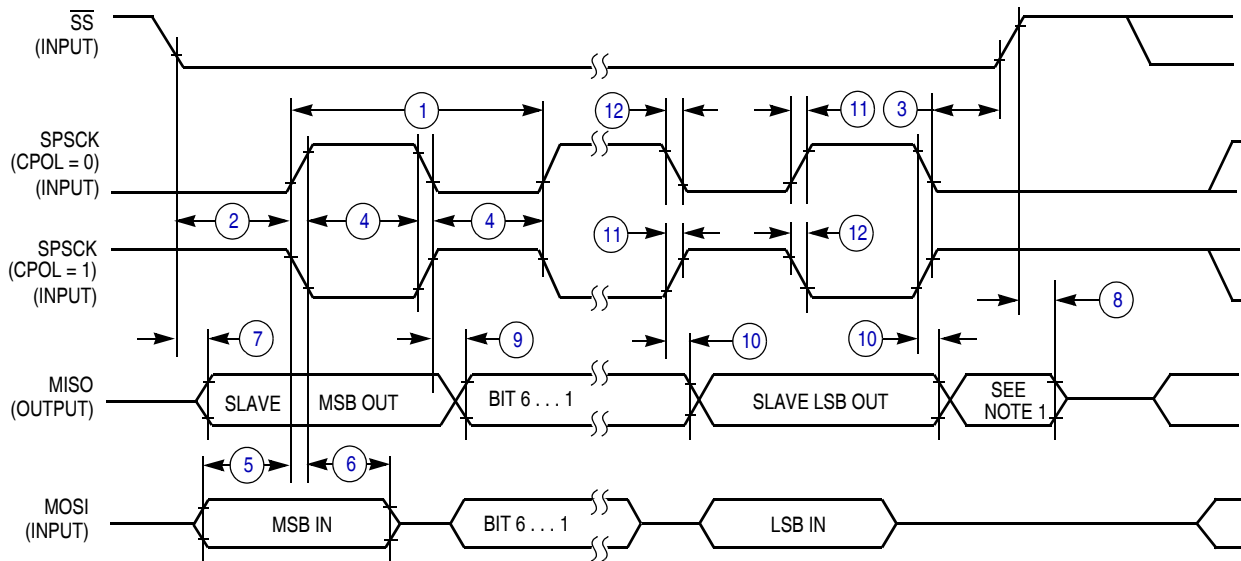 SS
(INPUT)
1
12
11
3
SPSCK
(CPOL = 0)
(INPUT)
2
4
4
SPSCK
(CPOL = 1)
(INPUT)
11
12
8
7
9
10
10
MISO
(OUTPUT)
SLAVE
MSB OUT
BIT 6 . . . 1
SLAVE LSB OUT
SEE
NOTE 1
5
6
MOSI
(INPUT)
MSB IN
BIT 6 . . . 1
LSB IN